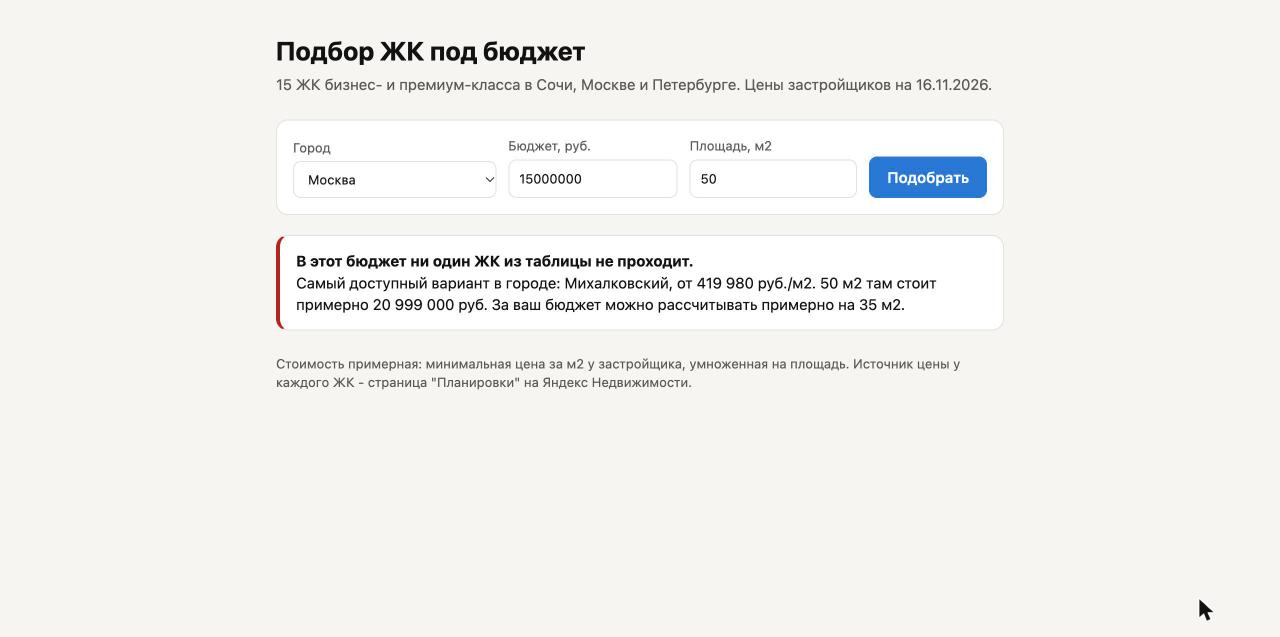 Подбор ЖК под бюджет
15 ЖК бизнес- и премиум-класса в Сочи, Москве и Петербурге. Цены застройщиков на 16.11.2026.
Город
Бюджет, руб.
Площадь, м2
Москва
15000000
50
Подобрать
В этот бюджет ни один ЖК из таблицы не проходит.
Самый доступный вариант в городе: Михалковский, от 419 980 руб./м2. 50 м2 там стоит
примерно 20 999 000 руб. За ваш бюджет можно рассчитывать примерно на 35 м2.
Стоимость примерная: минимальная цена за м2 у застройщика, умноженная на площадь. Источник цены у
каждого ЖК - страница "Планировки" на Яндекс Недвижимости.